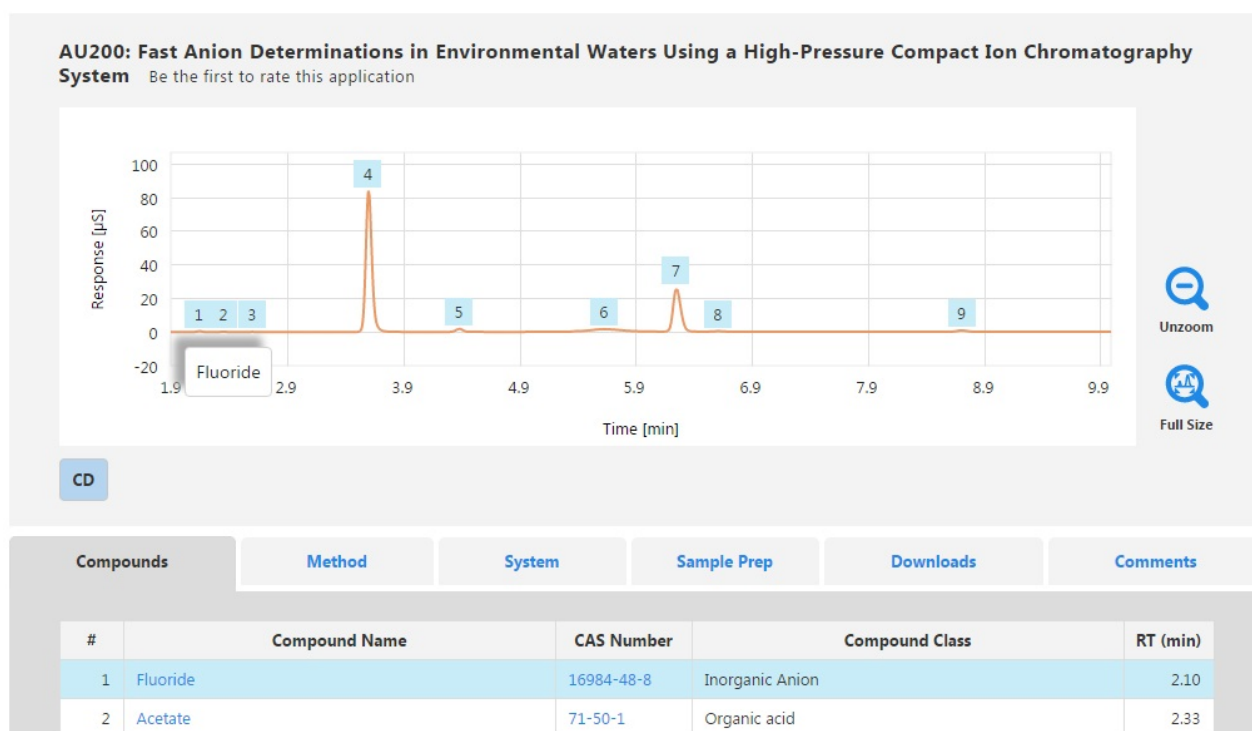 AU200: Fast Anion Determinations in Environmental Waters Using a High-Pressure Compact Ion Chromatography
System Be the first to rate this application
100
80
60
40
20
0
-20
Response [µS]
1 2 3 4 5 6 7 8 9
Fluoride
1.9 2.9 3.9 4.9 5.9 6.9 7.9 8.9 9.9
Time [min]
Unzoom
Full Size
CD
Compounds Method System Sample Prep Downloads Comments
# Compound Name CAS Number Compound Class RT (min)
1 Fluoride 16984-48-8 Inorganic Anion 2.10
2 Acetate 71-50-1 Organic acid 2.33